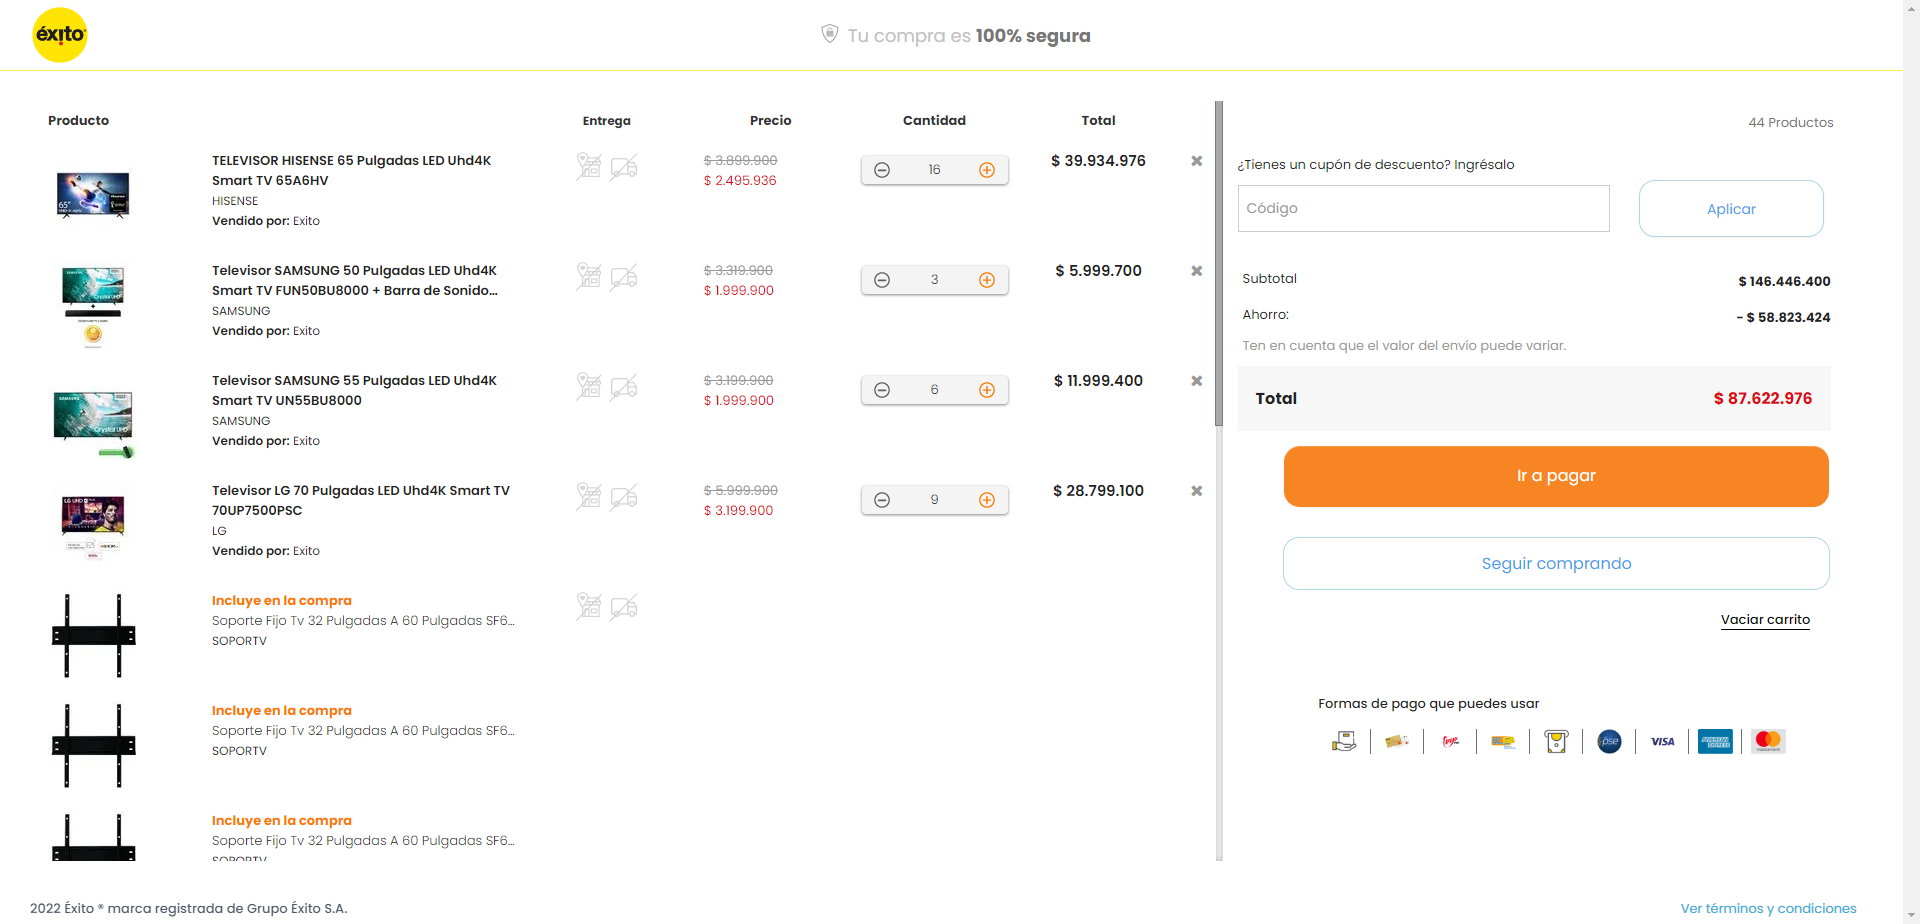 éxito
Tu compra es 100% segura
Producto Entrega Precio Cantidad Total
TELEVISOR HISENSE 65 Pulgadas LED Uhd4K
Smart TV 65A6HV
HISENSE
Vendido por: Exito
$ 3.899.900
$ 2.495.936
16
$ 39.934.976
Televisor SAMSUNG 50 Pulgadas LED Uhd4K
Smart TV FUN50BU8000 + Barra de Sonido...
SAMSUNG
Vendido por: Exito
$ 3.319.900
$ 1.999.900
3
$ 5.999.700
Televisor SAMSUNG 55 Pulgadas LED Uhd4K
Smart TV UN55BU8000
SAMSUNG
Vendido por: Exito
$ 3.199.900
$ 1.999.900
6
$ 11.999.400
Televisor LG 70 Pulgadas LED Uhd4K Smart TV
70UP7500PSC
LG
Vendido por: Exito
$ 5.999.900
$ 3.199.900
9
$ 28.799.100
Incluye en la compra
Soporte Fijo Tv 32 Pulgadas A 60 Pulgadas SF6...
SOPORTV
Incluye en la compra
Soporte Fijo Tv 32 Pulgadas A 60 Pulgadas SF6...
SOPORTV
Incluye en la compra
Soporte Fijo Tv 32 Pulgadas A 60 Pulgadas SF6...
SOPORTV
44 Productos
¿Tienes un cupón de descuento? Ingrésalo
Código
Aplicar
Subtotal $ 146.446.400
Ahorro: - $ 58.823.424
Ten en cuenta que el valor del envío puede variar.
Total $ 87.622.976
Ir a pagar
Seguir comprando
Vaciar carrito
Formas de pago que puedes usar
pse VISA AMERICAN EXPRESS
2022 Éxito ® marca registrada de Grupo Éxito S.A.
Ver términos y condiciones